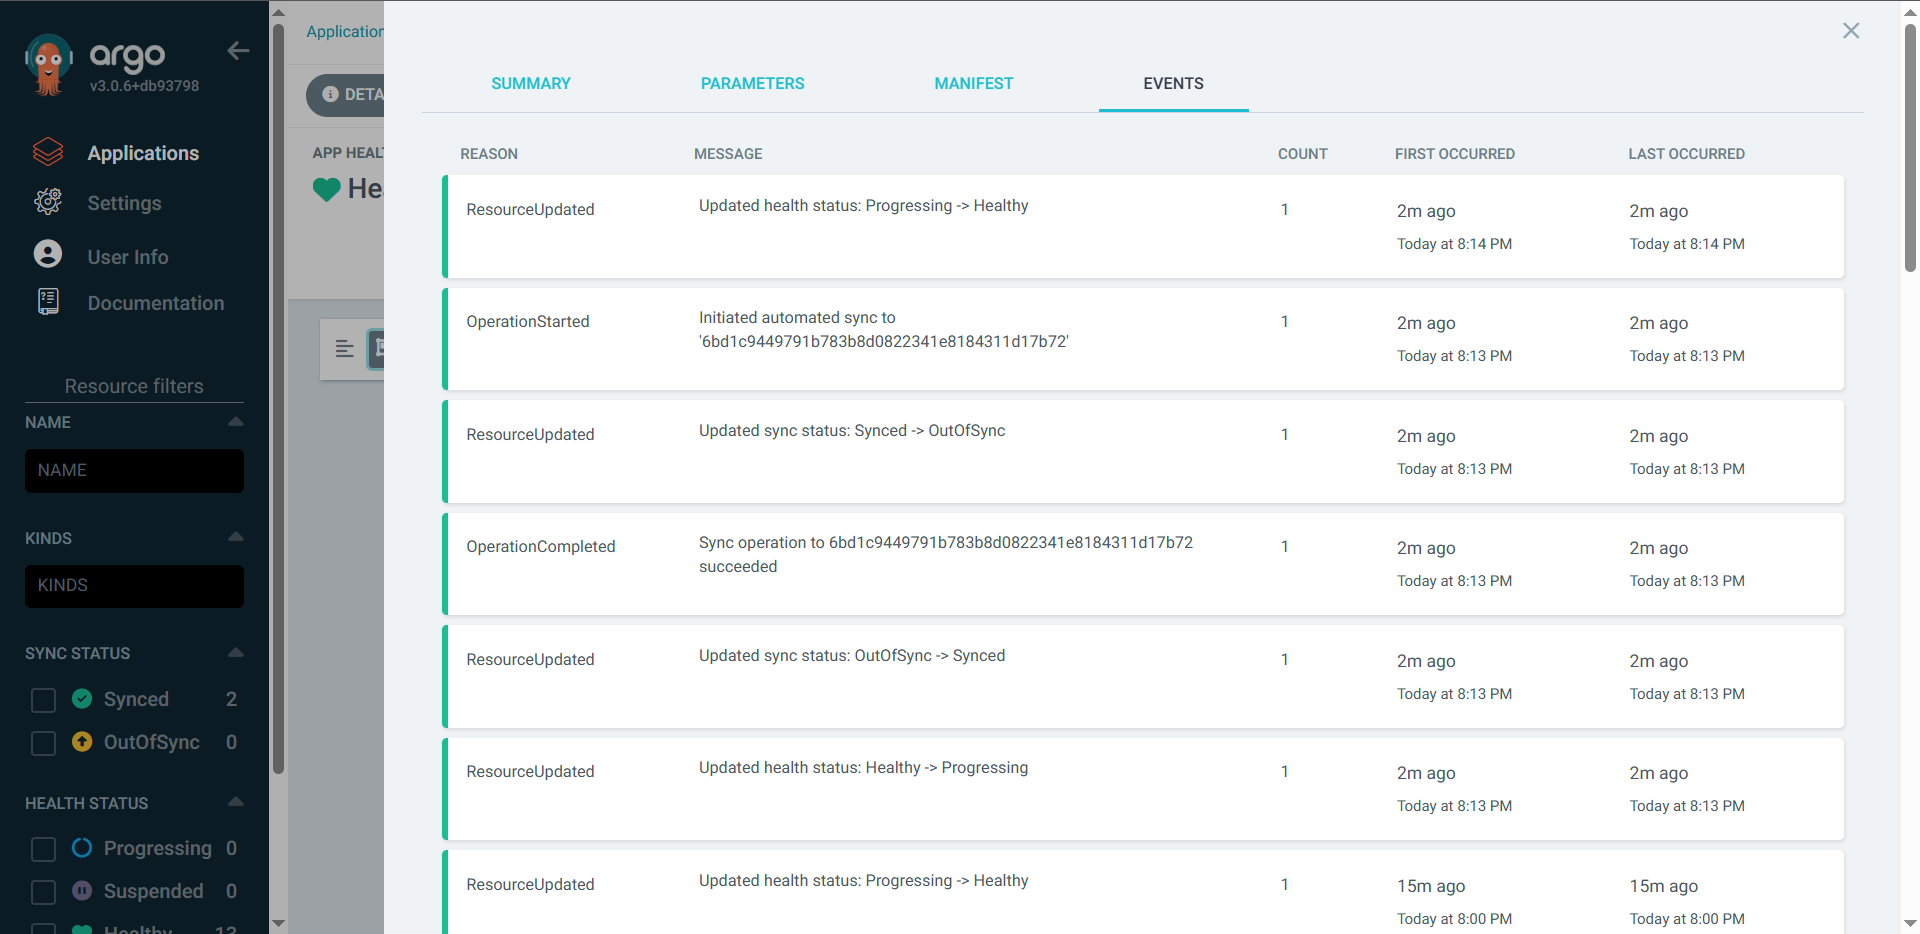 argo
v3.0.6+db93798
Applications
Settings
User Info
Documentation
Resource filters
NAME
NAME
KINDS
KINDS
SYNC STATUS
Synced 2
OutOfSync 0
HEALTH STATUS
Progressing 0
Suspended 0
Healthy 13
Application
DETA
APP HEAL
He
SUMMARY PARAMETERS MANIFEST EVENTS
REASON MESSAGE COUNT FIRST OCCURRED LAST OCCURRED
ResourceUpdated Updated health status: Progressing -> Healthy 1 2m ago 2m ago
Today at 8:14 PM Today at 8:14 PM
OperationStarted Initiated automated sync to 1 2m ago 2m ago
'6bd1c9449791b783b8d0822341e8184311d17b72'
Today at 8:13 PM Today at 8:13 PM
ResourceUpdated Updated sync status: Synced -> OutOfSync 1 2m ago 2m ago
Today at 8:13 PM Today at 8:13 PM
OperationCompleted Sync operation to 6bd1c9449791b783b8d0822341e8184311d17b72 1 2m ago 2m ago
succeeded
Today at 8:13 PM Today at 8:13 PM
ResourceUpdated Updated sync status: OutOfSync -> Synced 1 2m ago 2m ago
Today at 8:13 PM Today at 8:13 PM
ResourceUpdated Updated health status: Healthy -> Progressing 1 2m ago 2m ago
Today at 8:13 PM Today at 8:13 PM
ResourceUpdated Updated health status: Progressing -> Healthy 1 15m ago 15m ago
Today at 8:00 PM Today at 8:00 PM